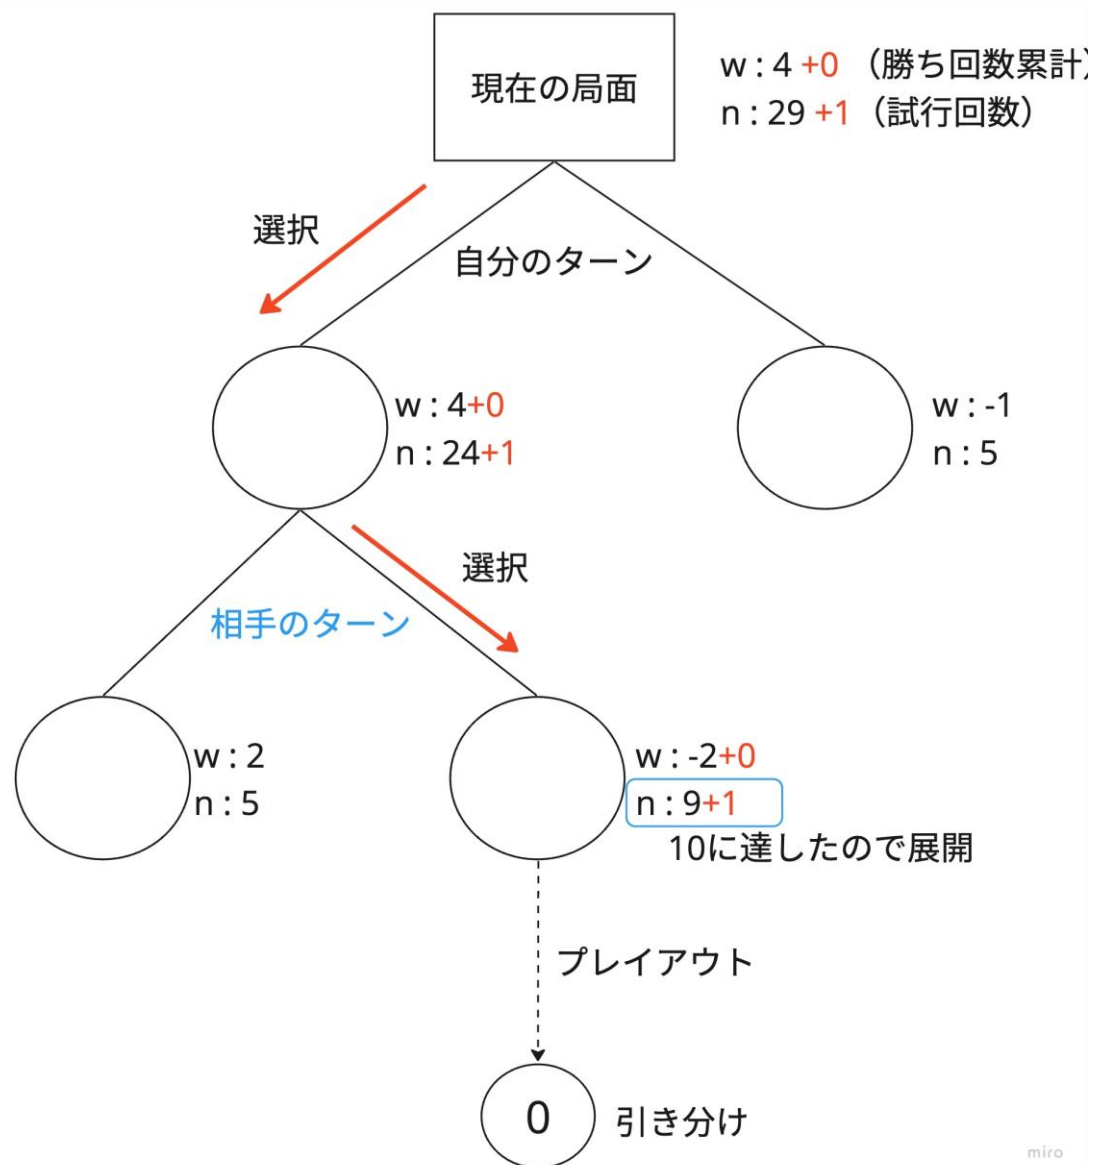 現在の局面
w : 4 +0 （勝ち回数累計）
n : 29 +1（試行回数）
選択
自分のターン
w : 4+0
n : 24+1
w : -1
n : 5
選択
相手のターン
w : 2
n : 5
w : -2+0
n : 9+1
10に達したので展開
プレイアウト
0
引き分け
miro